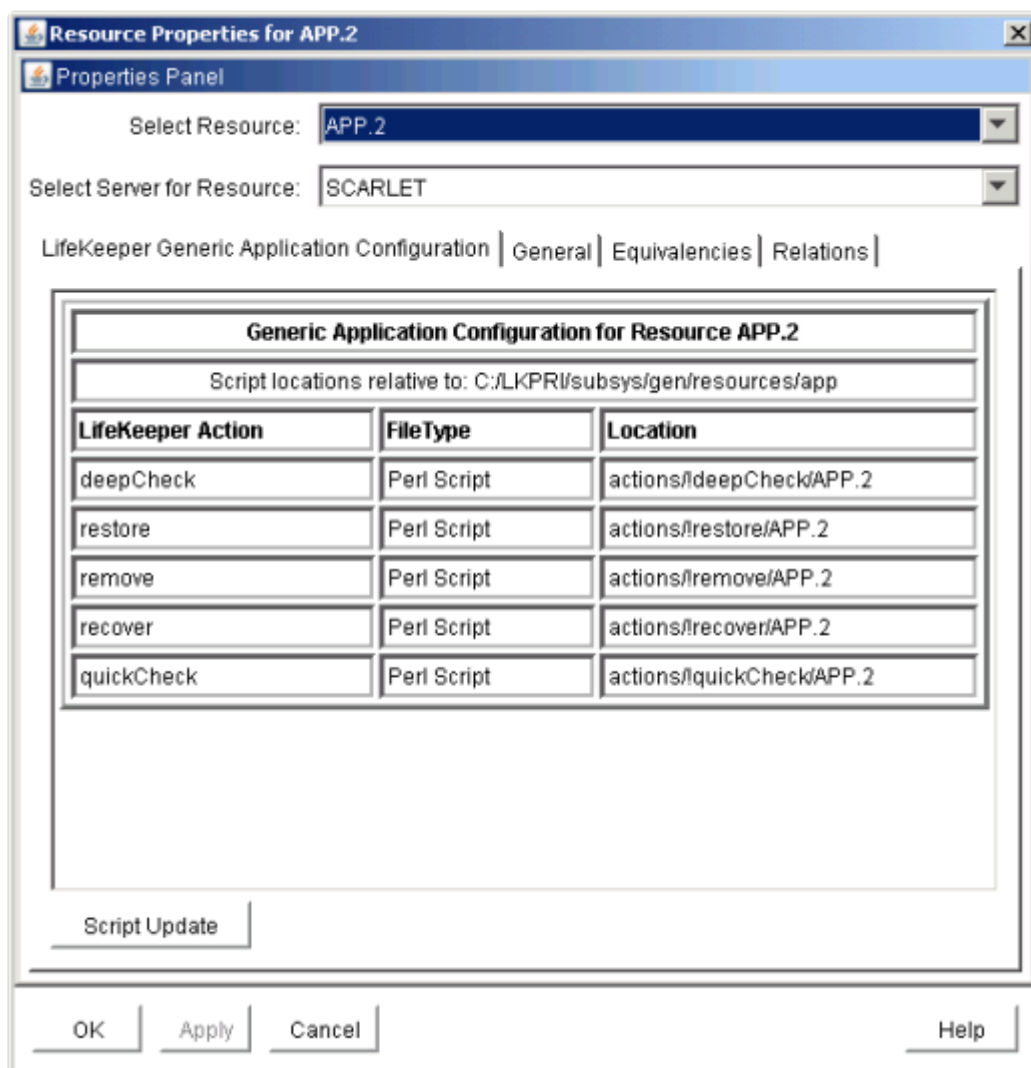 Resource Properties for APP.2
Properties Panel
Select Resource: APP.2
Select Server for Resource: SCARLET
LifeKeeper Generic Application Configuration General Equivalencies Relations
Generic Application Configuration for Resource APP.2
Script locations relative to: C:/LKPRI/subsys/gen/resources/app
LifeKeeper Action FileType Location
deepCheck Perl Script actions/!deepCheck/APP.2
restore Perl Script actions/!restore/APP.2
remove Perl Script actions/!remove/APP.2
recover Perl Script actions/!recover/APP.2
quickCheck Perl Script actions/!quickCheck/APP.2
Script Update
OK Apply Cancel Help